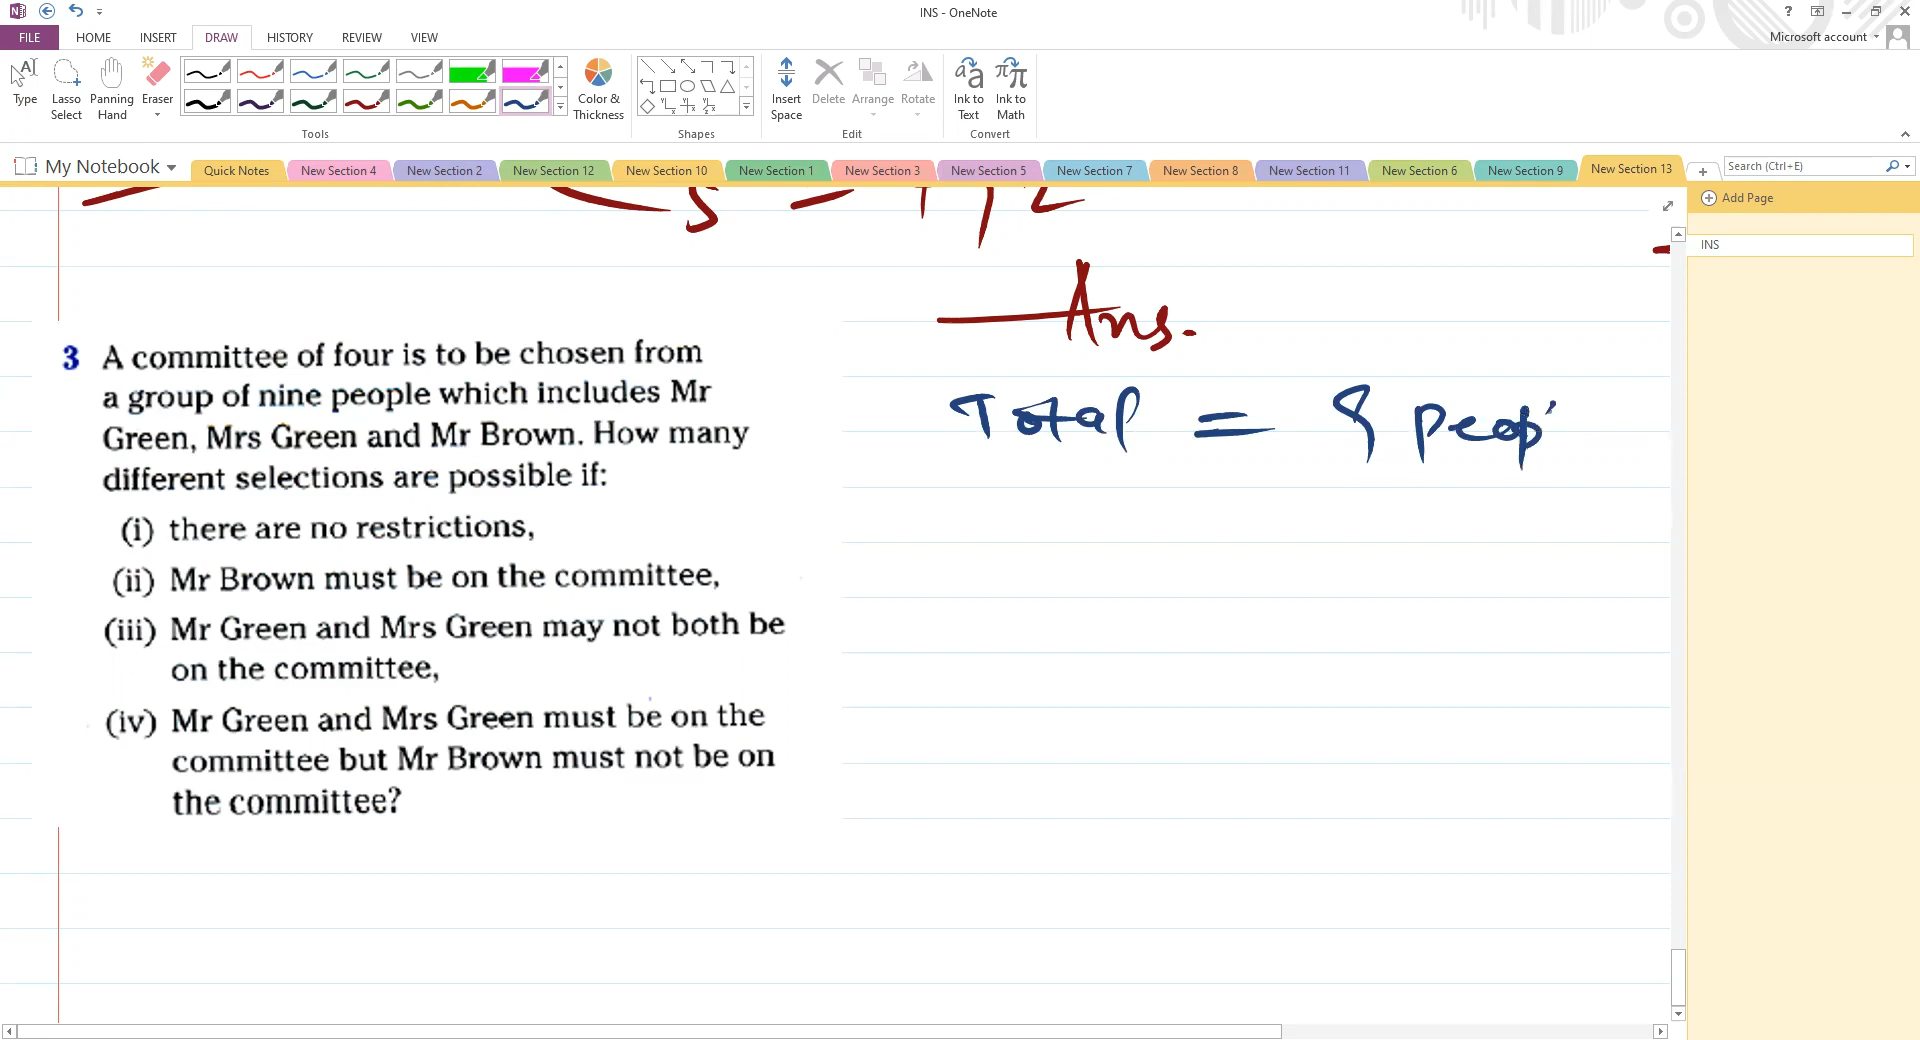 INS - OneNote
?
FILE HOME INSERT DRAW HISTORY REVIEW VIEW
Microsoft account
Type Lasso Select Panning Hand Eraser
Color & Thickness
Insert Space Delete Arrange Rotate
Ink to Text Ink to Math
Tools Shapes Edit Convert
My Notebook Quick Notes New Section 4 New Section 2 New Section 12 New Section 10 New Section 1 New Section 3 New Section 5 New Section 7 New Section 8 New Section 11 New Section 6 New Section 9 New Section 13 Search (Ctrl+E)
Add Page
INS
Ans.
3 A committee of four is to be chosen from
a group of nine people which includes Mr
Green, Mrs Green and Mr Brown. How many
different selections are possible if:
(i) there are no restrictions,
(ii) Mr Brown must be on the committee,
(iii) Mr Green and Mrs Green may not both be
on the committee,
(iv) Mr Green and Mrs Green must be on the
committee but Mr Brown must not be on
the committee?
Total = 9 peop